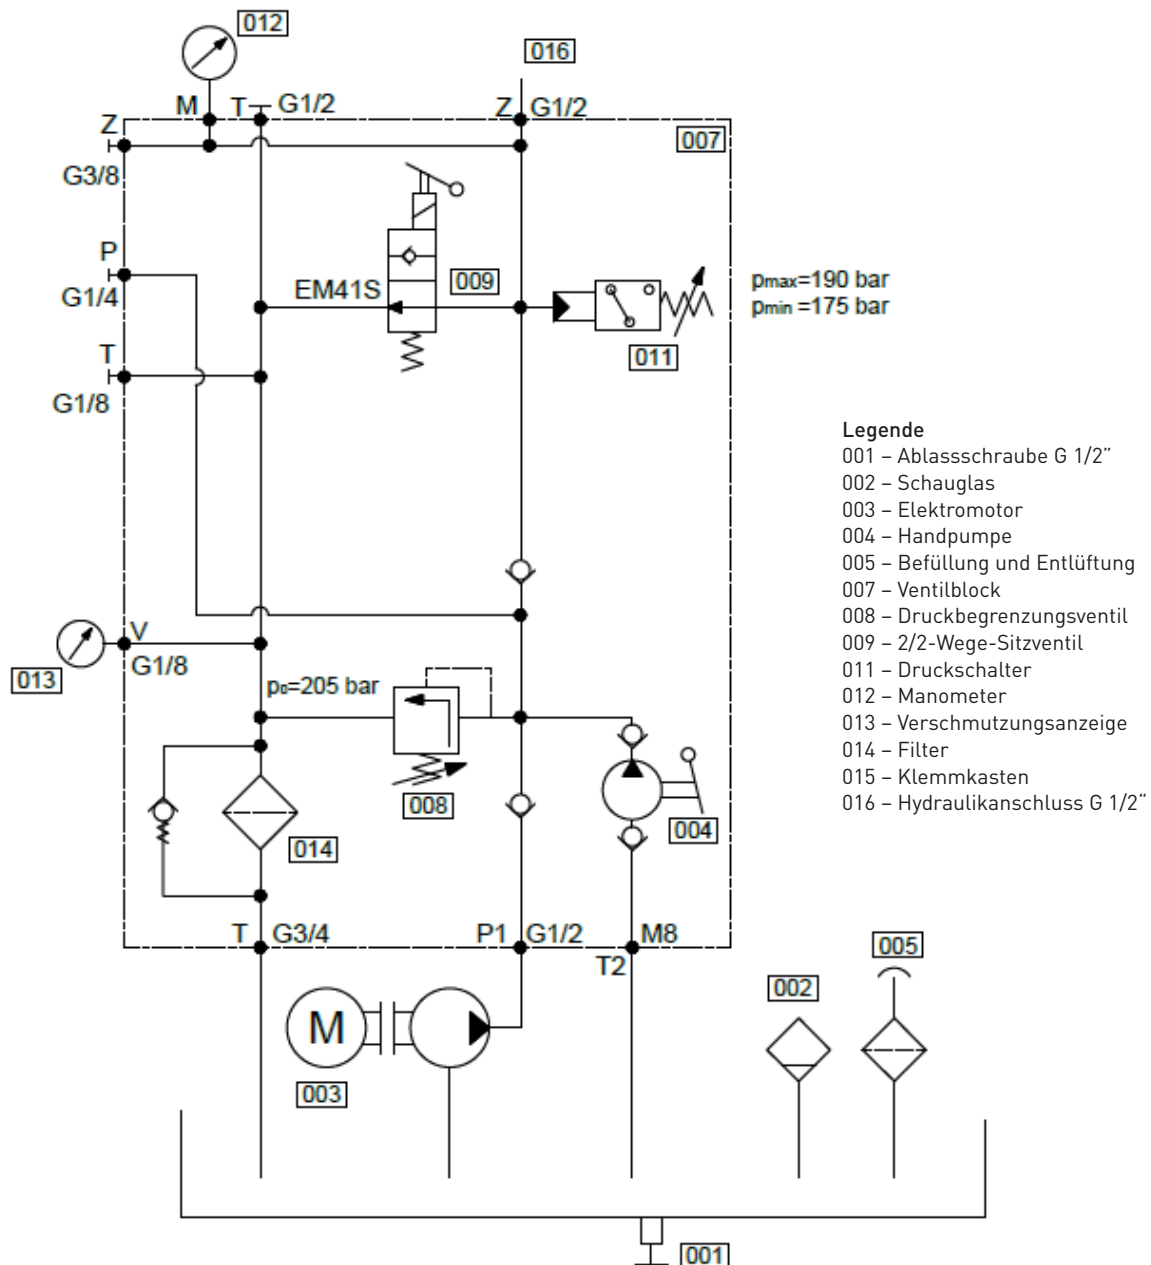 012
016
M
T
G1/2
Z
G1/2
Z
007
G3/8
P
G1/4
EM41S
009
pmax=190 bar
pmin =175 bar
011
T
G1/8
Legende
001 – Ablassschraube G 1/2”
002 – Schauglas
003 – Elektromotor
004 – Handpumpe
005 – Befüllung und Entlüftung
007 – Ventilblock
008 – Druckbegrenzungsventil
009 – 2/2-Wege-Sitzventil
011 – Druckschalter
012 – Manometer
013 – Verschmutzungsanzeige
014 – Filter
015 – Klemmkasten
016 – Hydraulikanschluss G 1/2“
V
G1/8
013
p₀=205 bar
008
004
014
T
G3/4
P1
G1/2
M8
T2
005
002
M
003
001